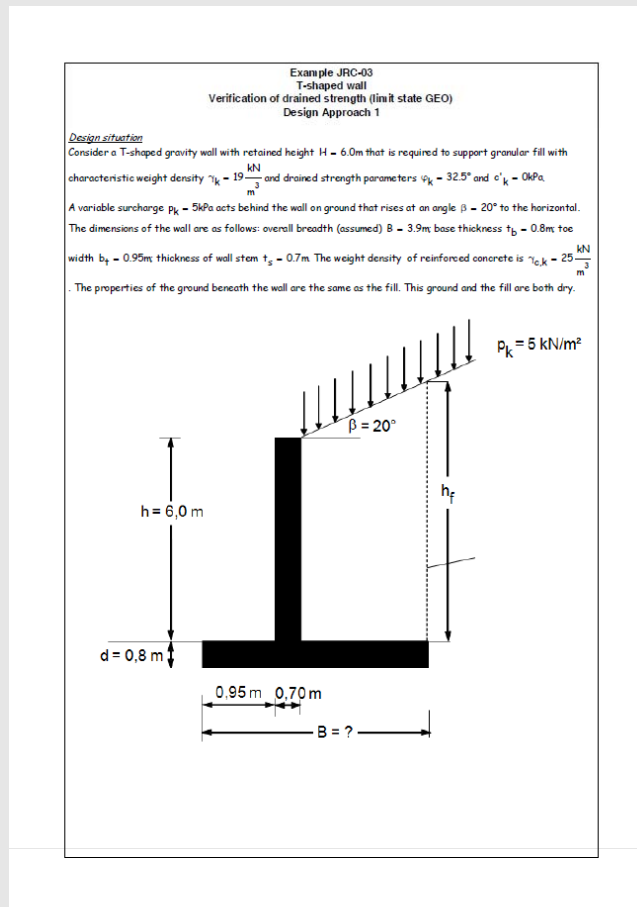 Example JRC-03
T-shaped wall
Verification of drained strength (limit state GEO)
Design Approach 1
Design situation
Consider a T-shaped gravity wall with retained height H = 6.0m that is required to support granular fill with
characteristic weight density γk = 19 kN/m³ and drained strength parameters φk = 32.5° and c'k = 0kPa.
A variable surcharge pk = 5kPa acts behind the wall on ground that rises at an angle β = 20° to the horizontal.
The dimensions of the wall are as follows: overall breadth (assumed) B = 3.9m; base thickness tb = 0.8m; toe
width bt = 0.95m; thickness of wall stem ts = 0.7m. The weight density of reinforced concrete is γc,k = 25 kN/m³
. The properties of the ground beneath the wall are the same as the fill. This ground and the fill are both dry.
pk = 5 kN/m²
β = 20°
hf
h = 6,0 m
d = 0,8 m
0,95 m 0,70 m
B = ?